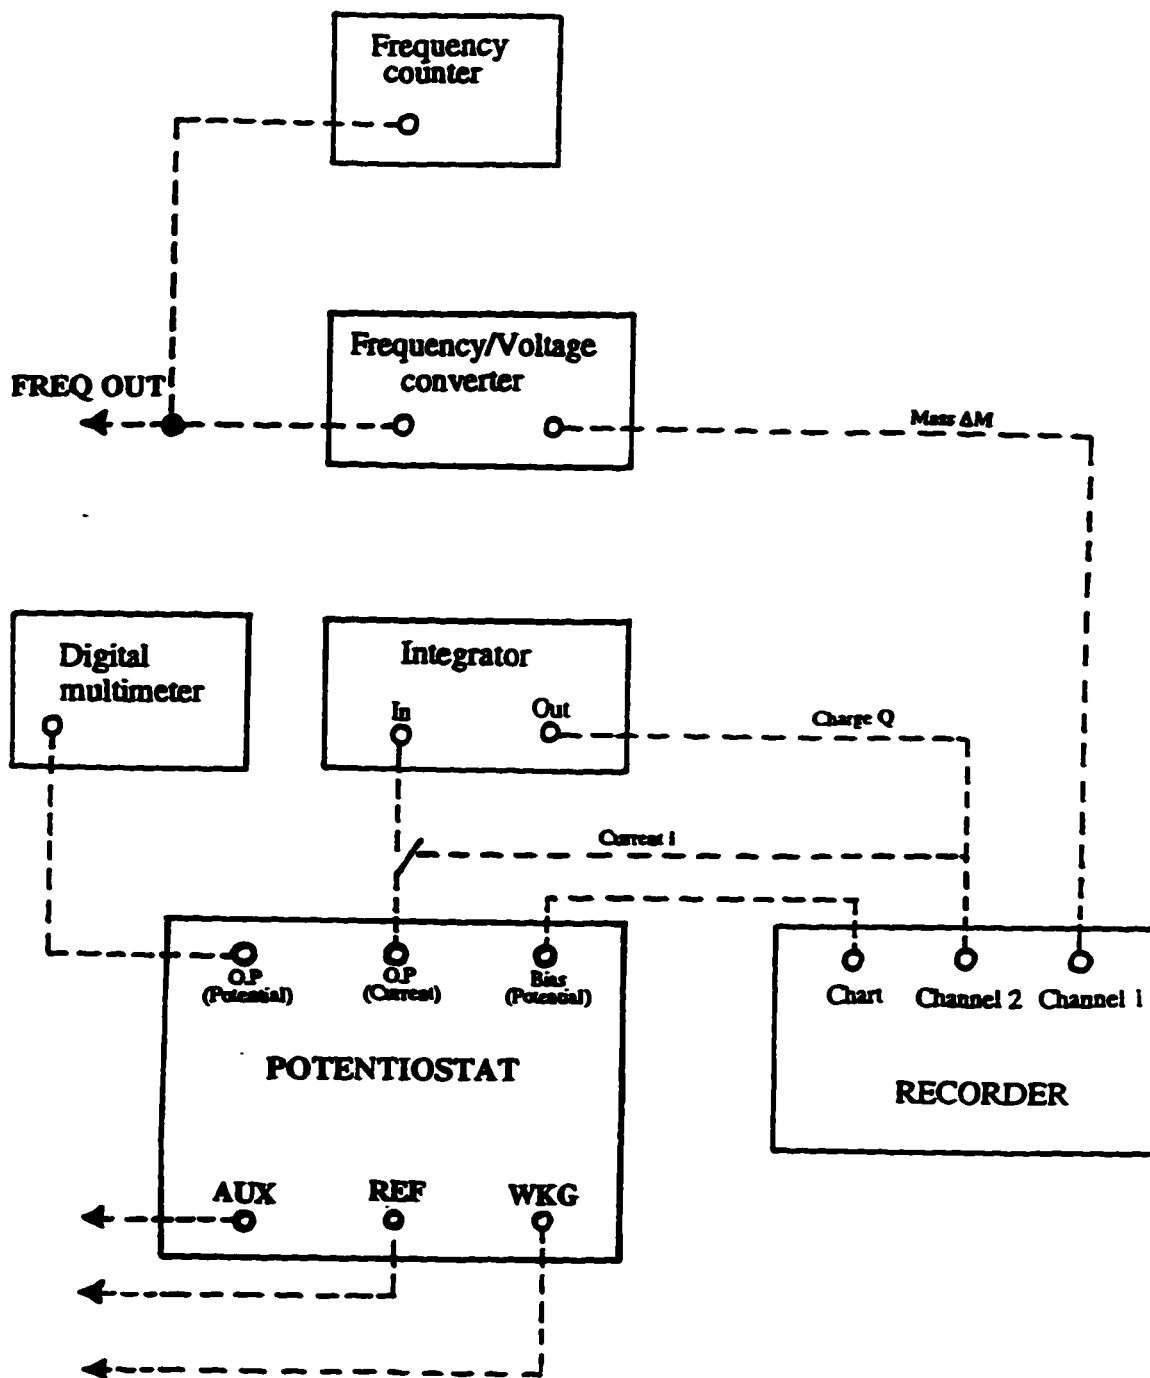 Frequency
counter
Frequency/Voltage
converter
FREQ OUT
Mass ΔM
Digital
multimeter
Integrator
In
Out
Charge Q
Current i
O.P
(Potential)
O.P
(Current)
Bias
(Potential)
Chart
Channel 2
Channel 1
POTENTIOSTAT
RECORDER
AUX
REF
WKG